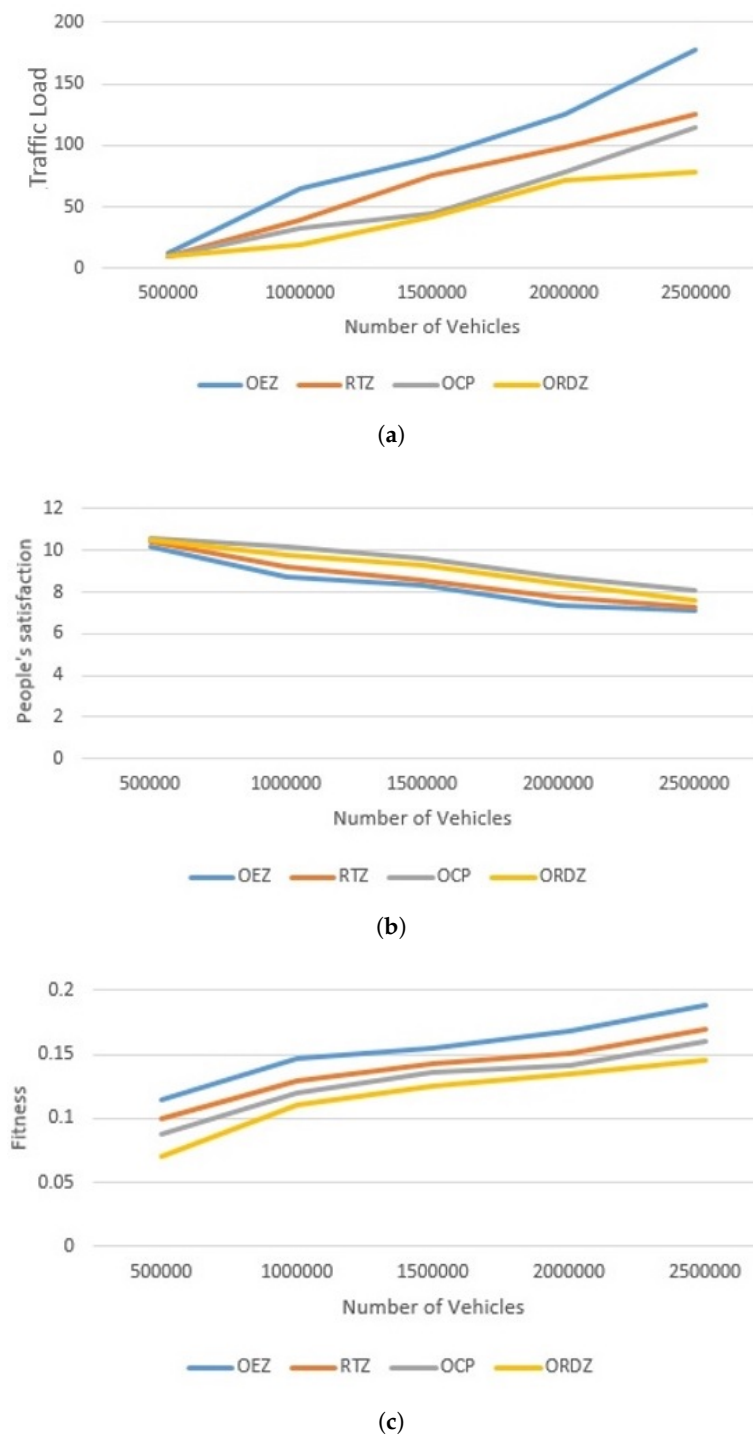 200
150
100
50
0
Traffic Load
500000 1000000 1500000 2000000 2500000
Number of Vehicles
OEZ RTZ OCP ORDZ
(a)
12
10
8
6
4
2
0
People's satisfaction
500000 1000000 1500000 2000000 2500000
Number of Vehicles
OEZ RTZ OCP ORDZ
(b)
0.2
0.15
0.1
0.05
0
Fitness
500000 1000000 1500000 2000000 2500000
Number of Vehicles
OEZ RTZ OCP ORDZ
(c)